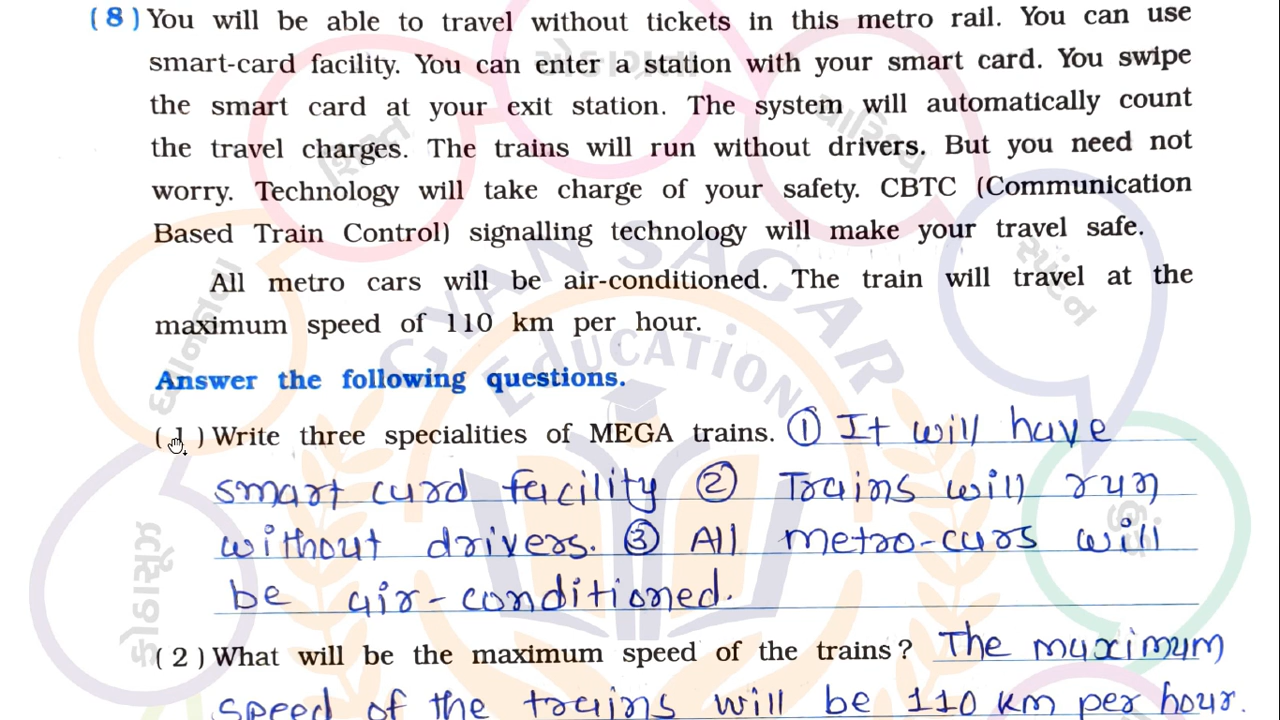 ( 8 ) You will be able to travel without tickets in this metro rail. You can use
smart-card facility. You can enter a station with your smart card. You swipe
the smart card at your exit station. The system will automatically count
the travel charges. The trains will run without drivers. But you need not
worry. Technology will take charge of your safety. CBTC (Communication
Based Train Control) signalling technology will make your travel safe.
All metro cars will be air-conditioned. The train will travel at the
maximum speed of 110 km per hour.
Answer the following questions.
( 1 ) Write three specialities of MEGA trains. ① It will have
smart card facility ② Trains will run
without drivers. ③ All metro-cars will
be air-conditioned.
( 2 ) What will be the maximum speed of the trains ? The maximum
speed of the trains will be 110 km per hour.
GYAN SAGAR
EDUCATION